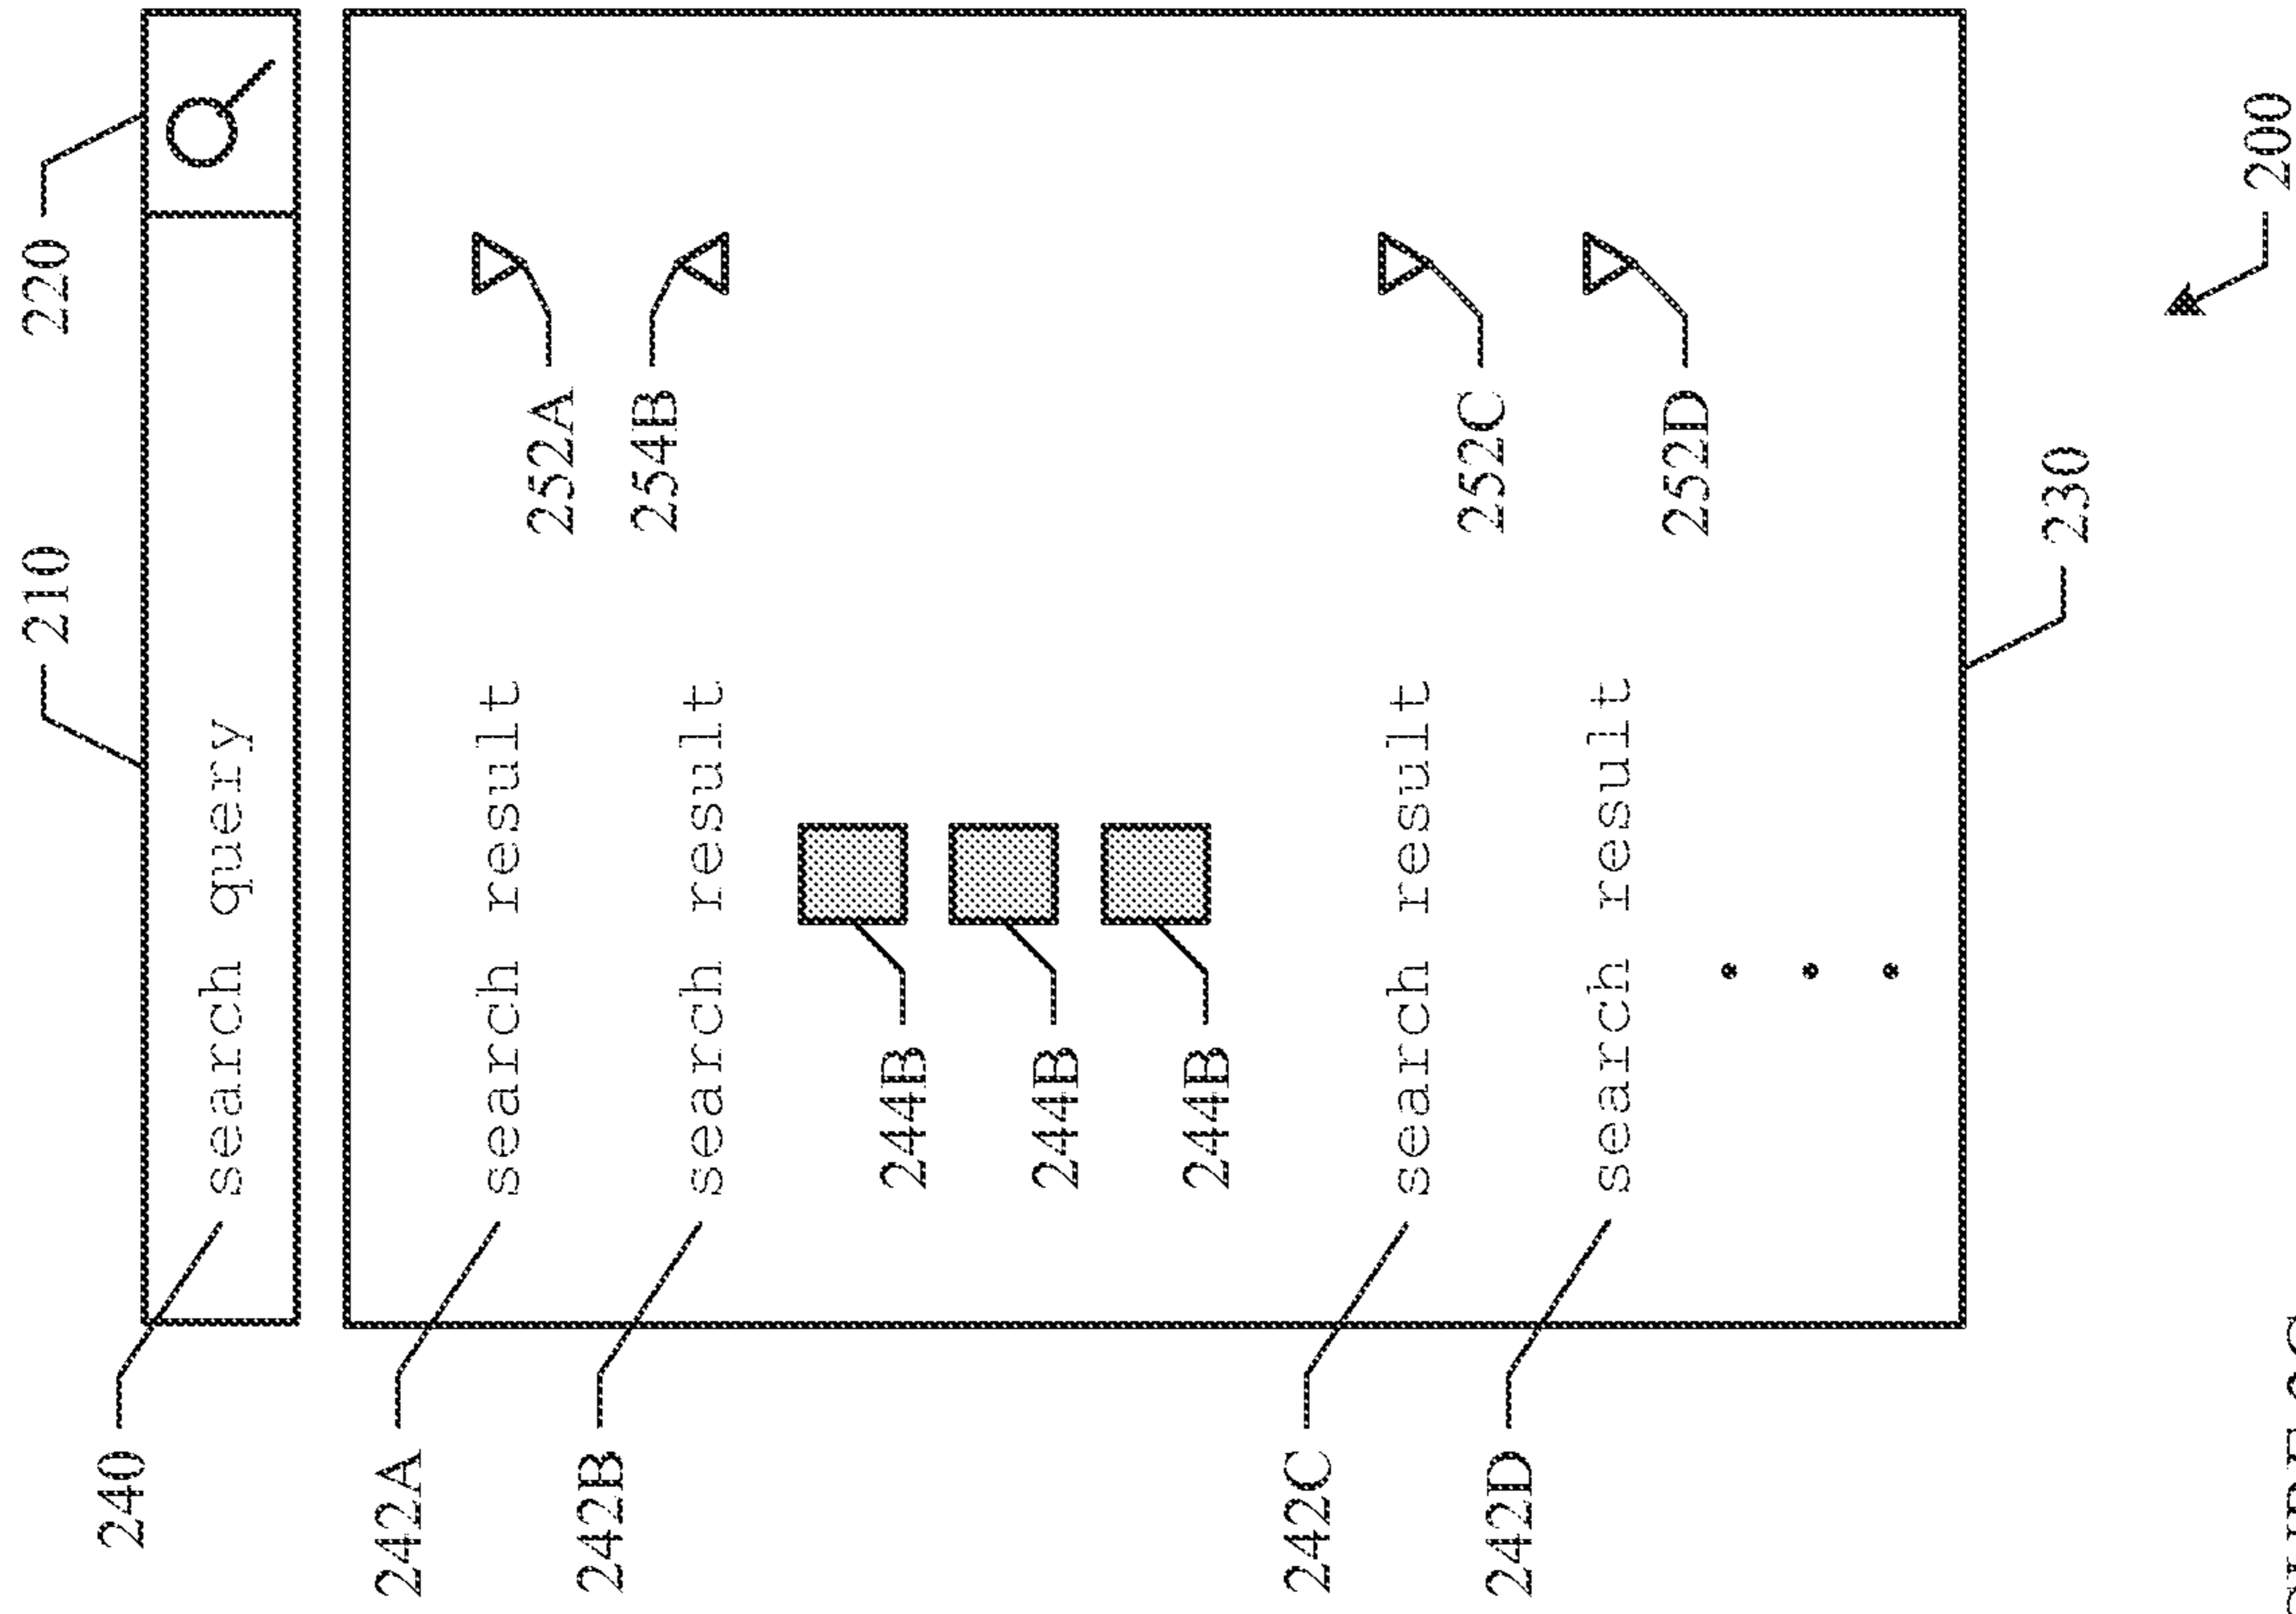 210 220
240
search query
242A
search result
252A
242B
254B
search result
244B
244B
244B
242C
search result
252C
242D
search result
252D
230
200